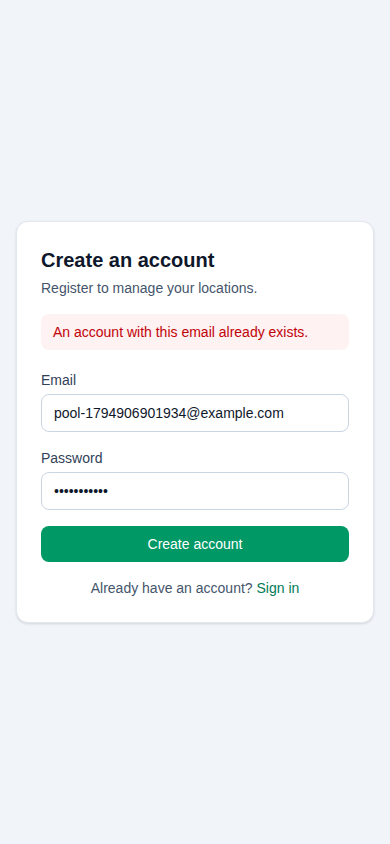 Create an account
Register to manage your locations.
An account with this email already exists.
Email
pool-1794906901934@example.com
Password
•••••••••••
Create account
Already have an account? Sign in